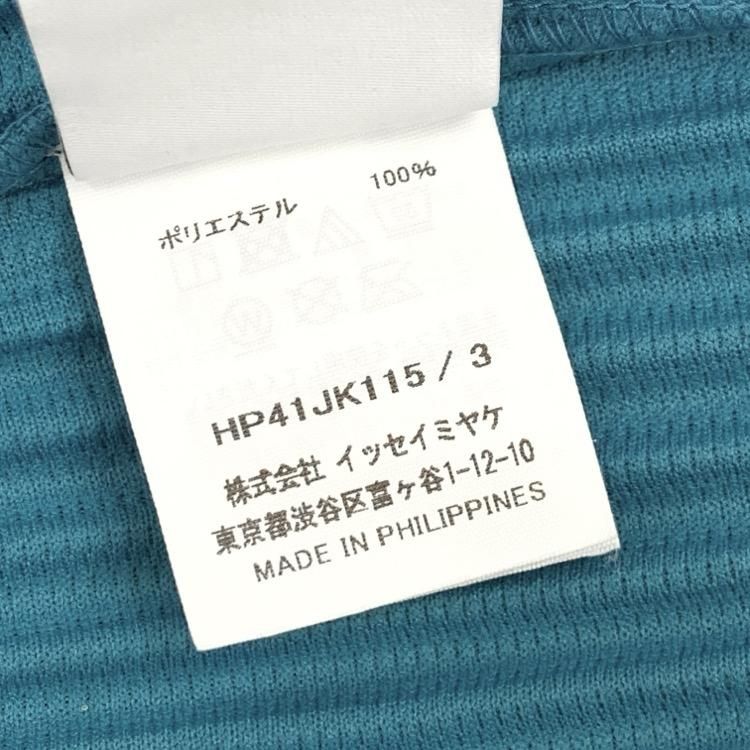 ポリエステル 100%
HP41JK115 / 3
株式会社 イッセイミヤケ
東京都渋谷区富ヶ谷1-12-10
MADE IN PHILIPPINES